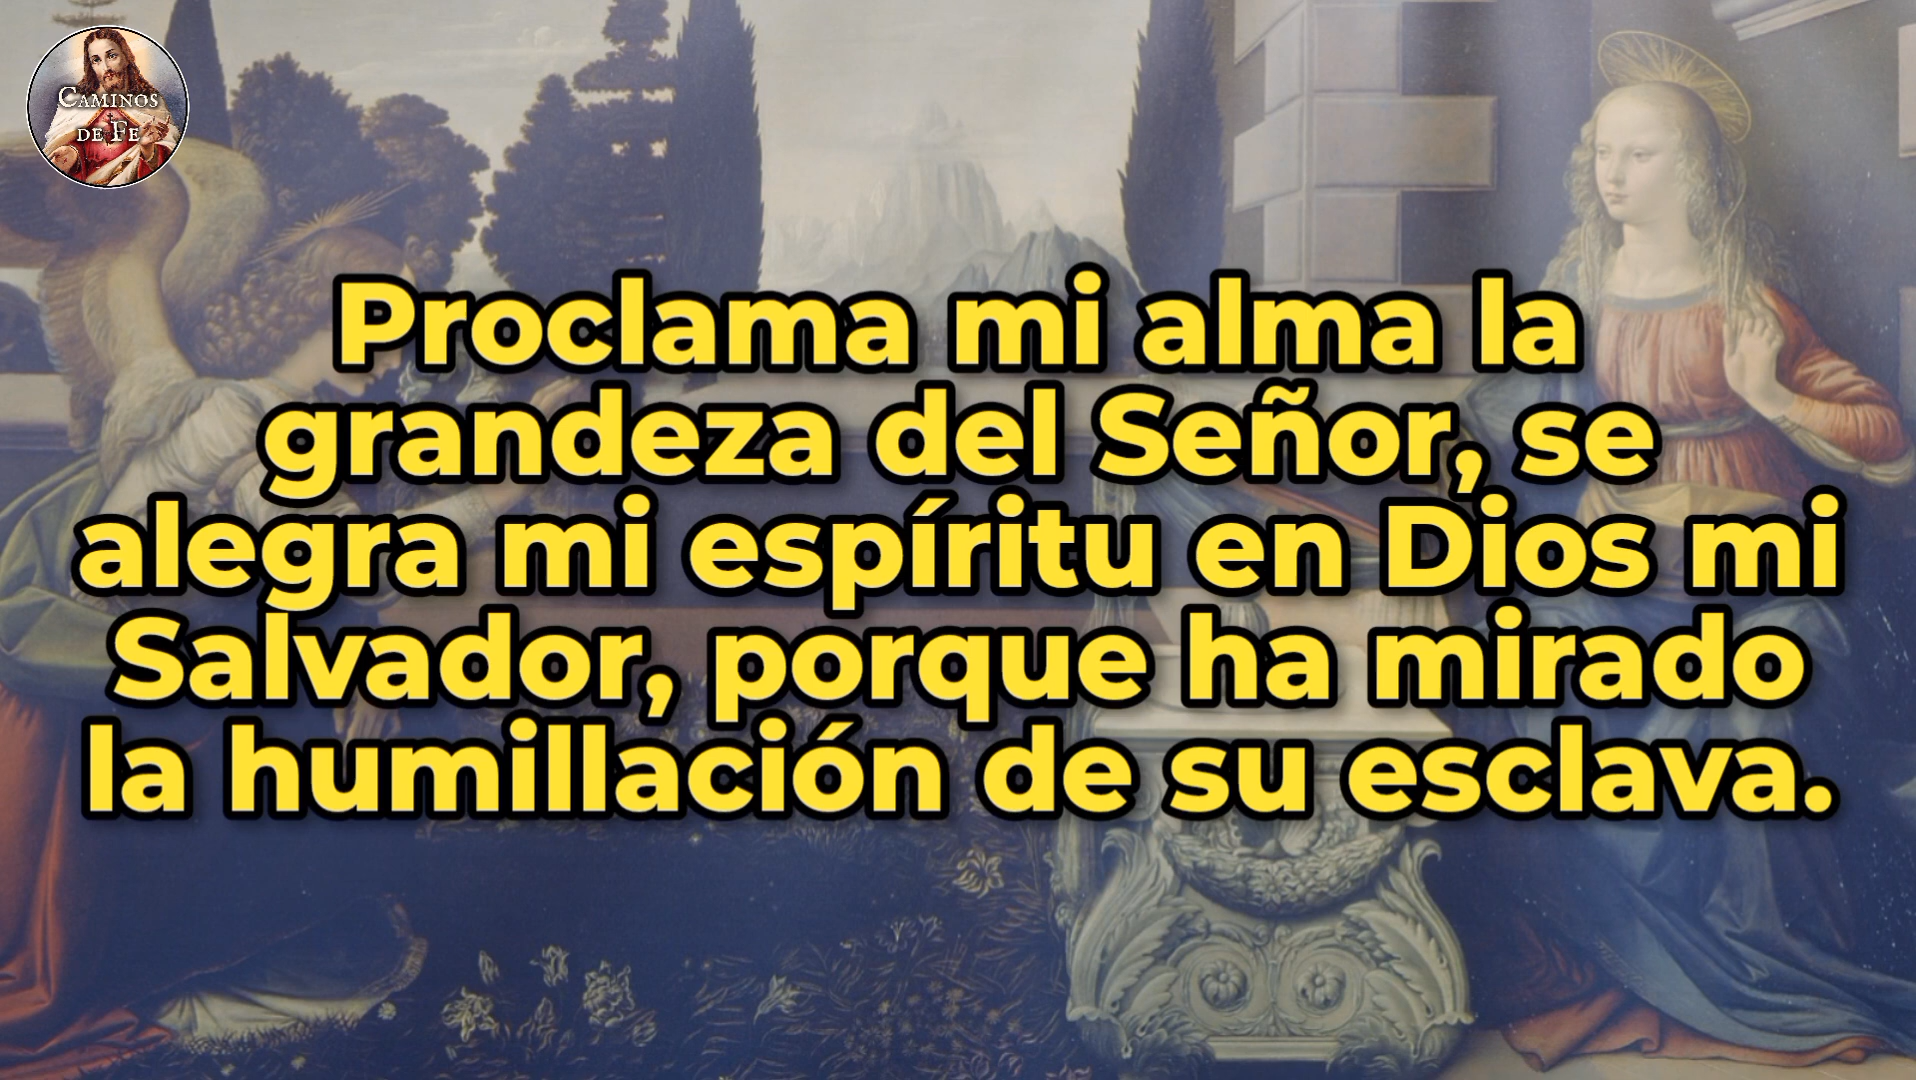 CAMINOS
DE FE
Proclama mi alma la
grandeza del Señor, se
alegra mi espíritu en Dios mi
Salvador, porque ha mirado
la humillación de su esclava.